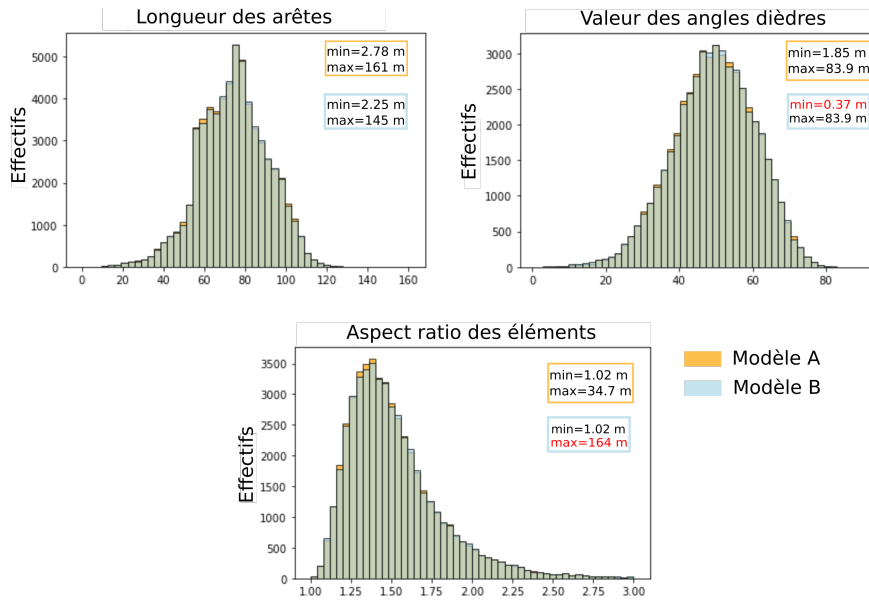 Longueur des arêtes
Effectifs
5000
4000
3000
2000
1000
0
0 20 40 60 80 100 120 140 160
min=2.78 m
max=161 m
min=2.25 m
max=145 m
Valeur des angles dièdres
Effectifs
3000
2500
2000
1500
1000
500
0
0 20 40 60 80
min=1.85 m
max=83.9 m
min=0.37 m
max=83.9 m
Aspect ratio des éléments
Effectifs
3500
3000
2500
2000
1500
1000
500
0
1.00 1.25 1.50 1.75 2.00 2.25 2.50 2.75 3.00
min=1.02 m
max=34.7 m
min=1.02 m
max=164 m
Modèle A
Modèle B